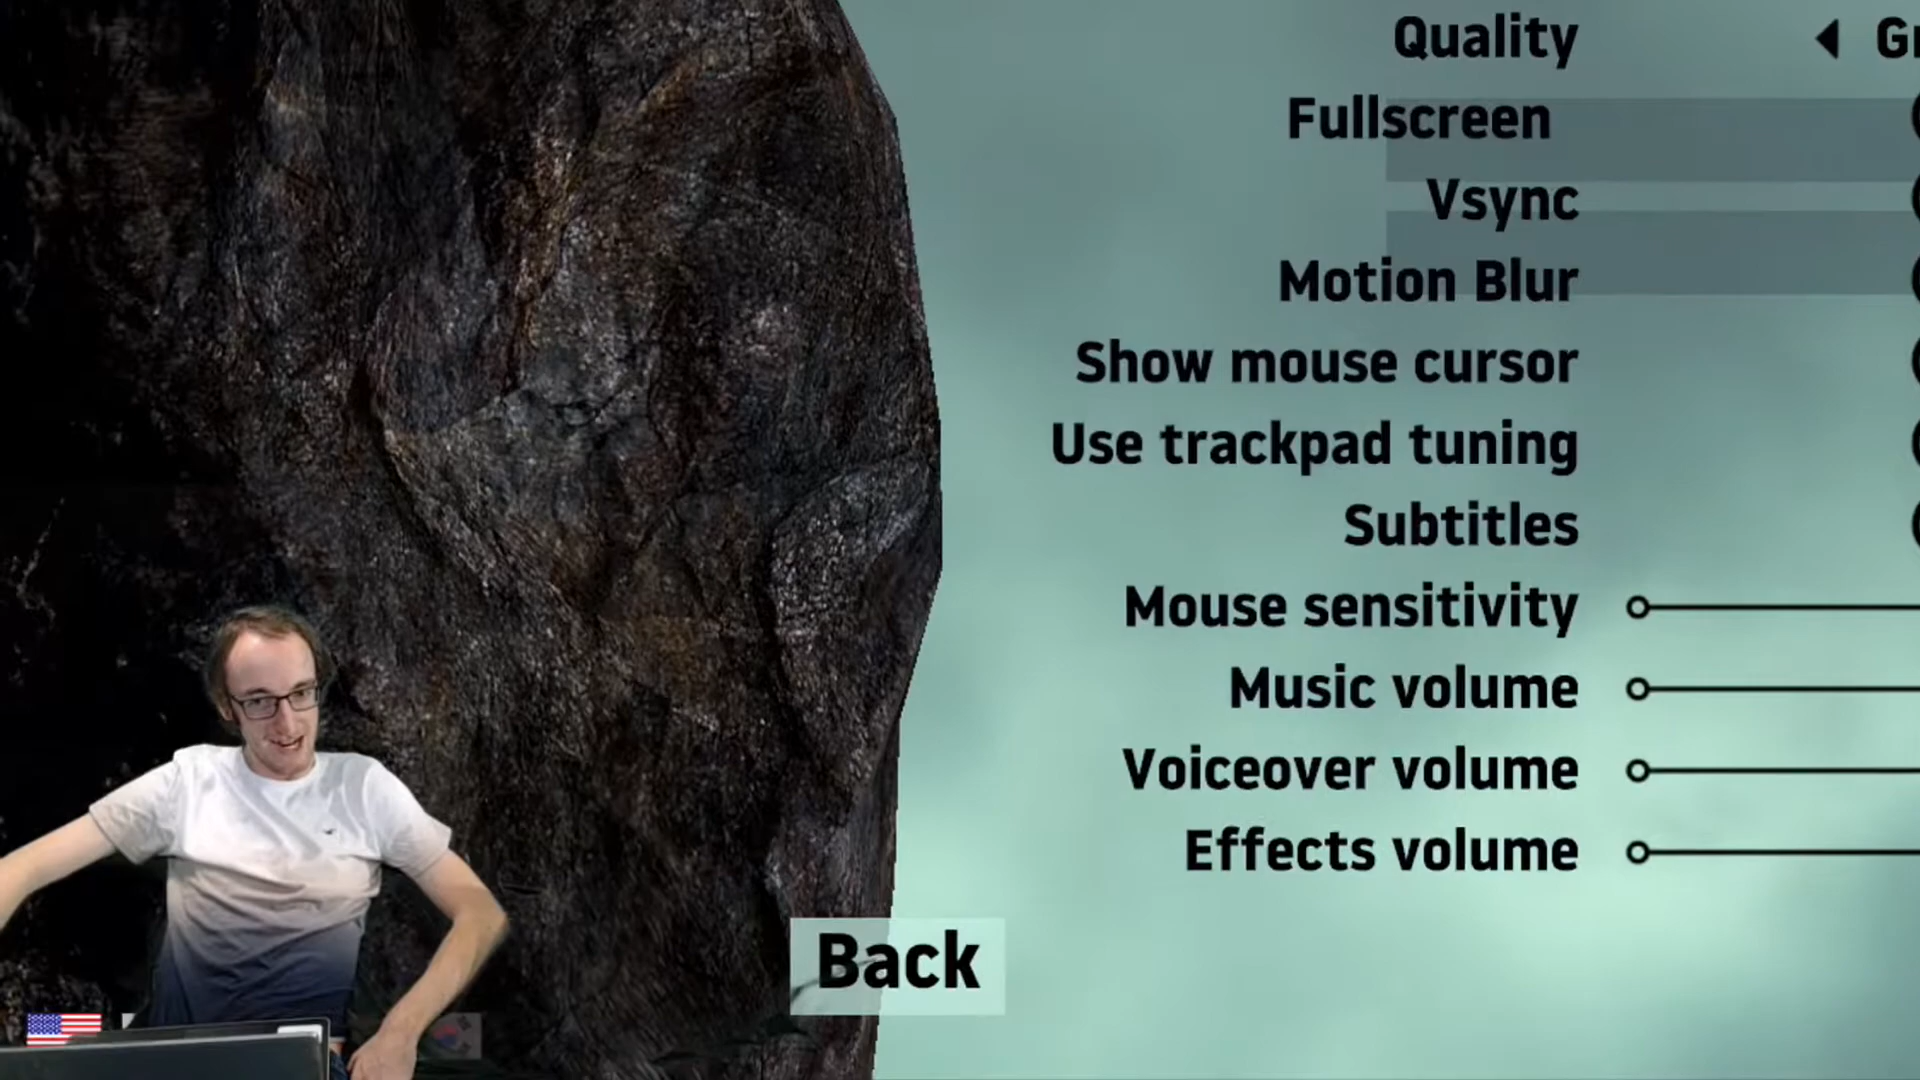 Quality
Fullscreen
Vsync
Motion Blur
Show mouse cursor
Use trackpad tuning
Subtitles
Mouse sensitivity
Music volume
Voiceover volume
Effects volume
Back